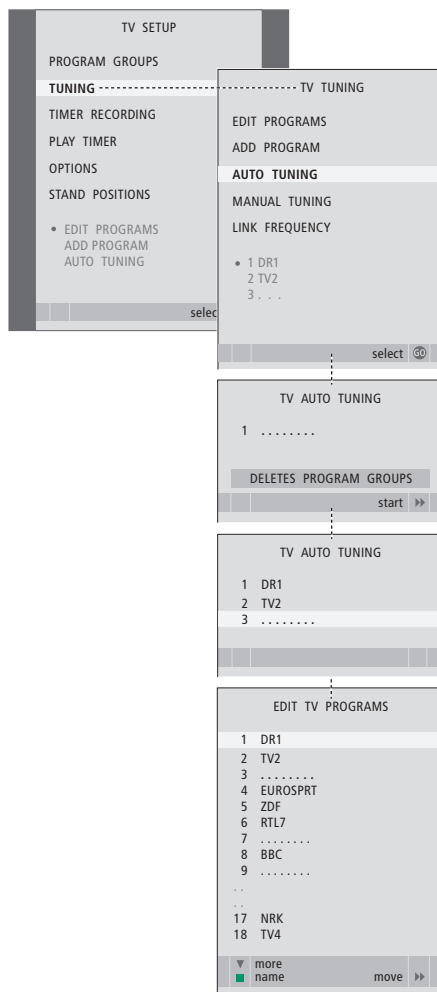 TV SETUP
PROGRAM GROUPS
TUNING
TIMER RECORDING
PLAY TIMER
OPTIONS
STAND POSITIONS
• EDIT PROGRAMS
ADD PROGRAM
AUTO TUNING
selec
TV TUNING
EDIT PROGRAMS
ADD PROGRAM
AUTO TUNING
MANUAL TUNING
LINK FREQUENCY
• 1 DR1
2 TV2
3 . . .
select GO
TV AUTO TUNING
1 . . . . . . . .
DELETES PROGRAM GROUPS
start
TV AUTO TUNING
1 DR1
2 TV2
3 . . . . . . . .
EDIT TV PROGRAMS
1 DR1
2 TV2
3 . . . . . . . .
4 EUROSPRT
5 ZDF
6 RTL7
7 . . . . . . . .
8 BBC
9 . . . . . . . .
. .
. .
17 NRK
18 TV4
more
name move